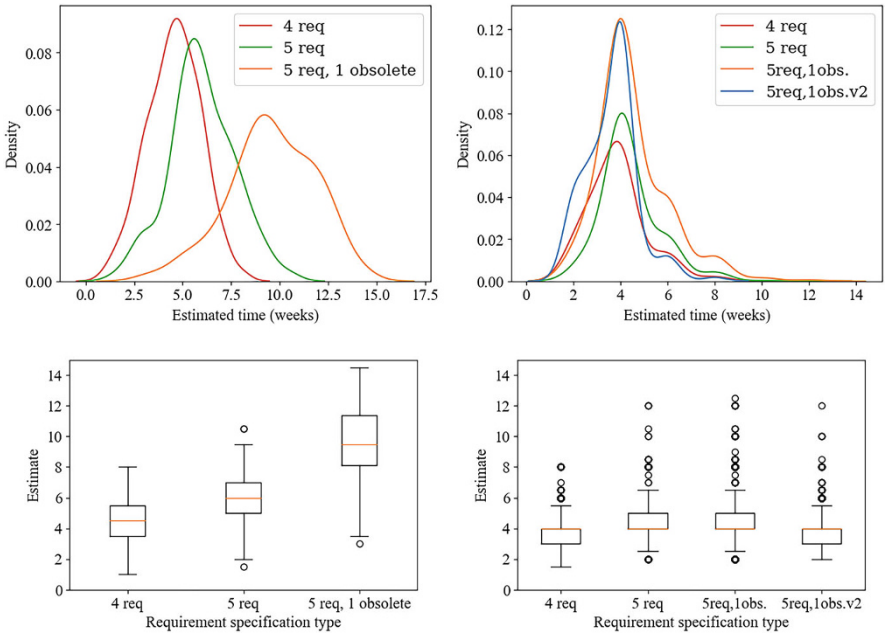 4 req
5 req
5 req, 1 obsolete
0.08
0.06
0.04
0.02
0.00
Density
0.0 2.5 5.0 7.5 10.0 12.5 15.0 17.5
Estimated time (weeks)
4 req
5 req
5req,1obs.
5req,1obs.v2
0.12
0.10
0.08
0.06
0.04
0.02
0.00
Density
0 2 4 6 8 10 12 14
Estimated time (weeks)
14
12
10
8
6
4
2
0
Estimate
4 req 5 req 5 req, 1 obsolete
Requirement specification type
14
12
10
8
6
4
2
0
Estimate
4 req 5 req 5req,1obs. 5req,1obs.v2
Requirement specification type